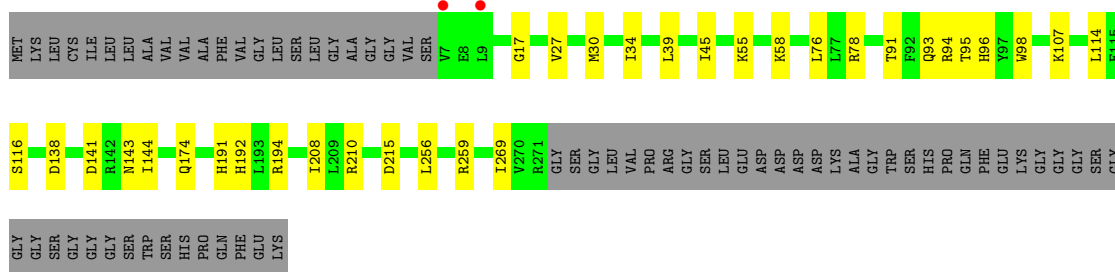 MET LYS LEU CYS ILE LEU LEU ALA VAL VAL ALA PHE VAL GLY LEU SER LEU GLY ALA GLY GLY VAL SER V7 E8 L9 G17 V27 M30 I34 L39 I45 K55 K58 L76 L77 R78 T91 F92 Q93 R94 T95 H96 Y97 W98 K107 L114 E115
S116 D138 D141 R142 N143 I144 Q174 H191 H192 L193 R194 I208 L209 R210 D215 L256 R259 I269 V270 R271 GLY SER GLY LEU VAL PRO ARG GLY SER LEU GLU ASP ASP ASP ASP LYS ALA GLY TRP SER HIS PRO GLN PHE GLU LYS GLY GLY GLY SER GLY
GLY GLY SER GLY GLY GLY SER TRP SER HIS PRO GLN PHE GLU LYS